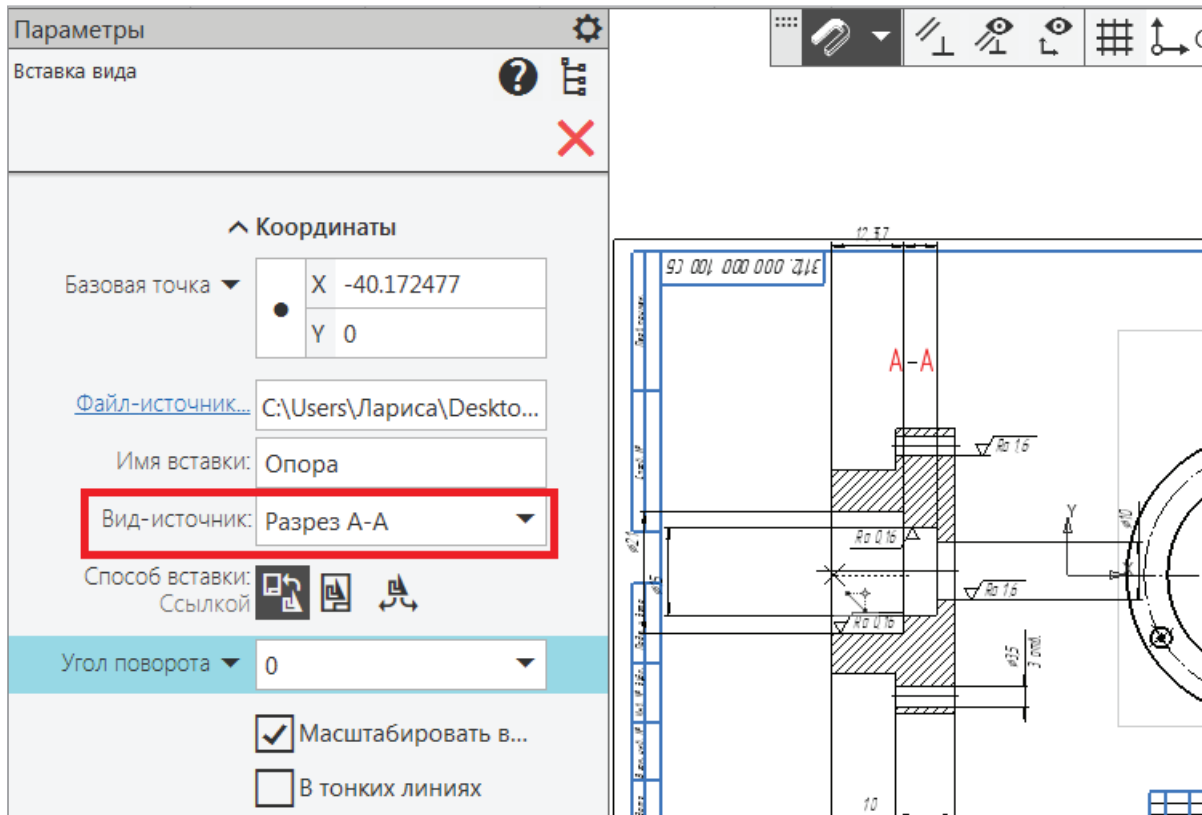 Параметры
Вставка вида
Координаты
Базовая точка
X -40.172477
Y 0
Файл-источник... C:\Users\Лариса\Deskto...
Имя вставки: Опора
Вид-источник: Разрез А-А
Способ вставки:
Ссылкой
Угол поворота 0
Масштабировать в...
В тонких линиях
А-А
Ra 1,6
Ra 0,16
Y
X
Ra 1,6
Ra 0,16
3 отв.
10